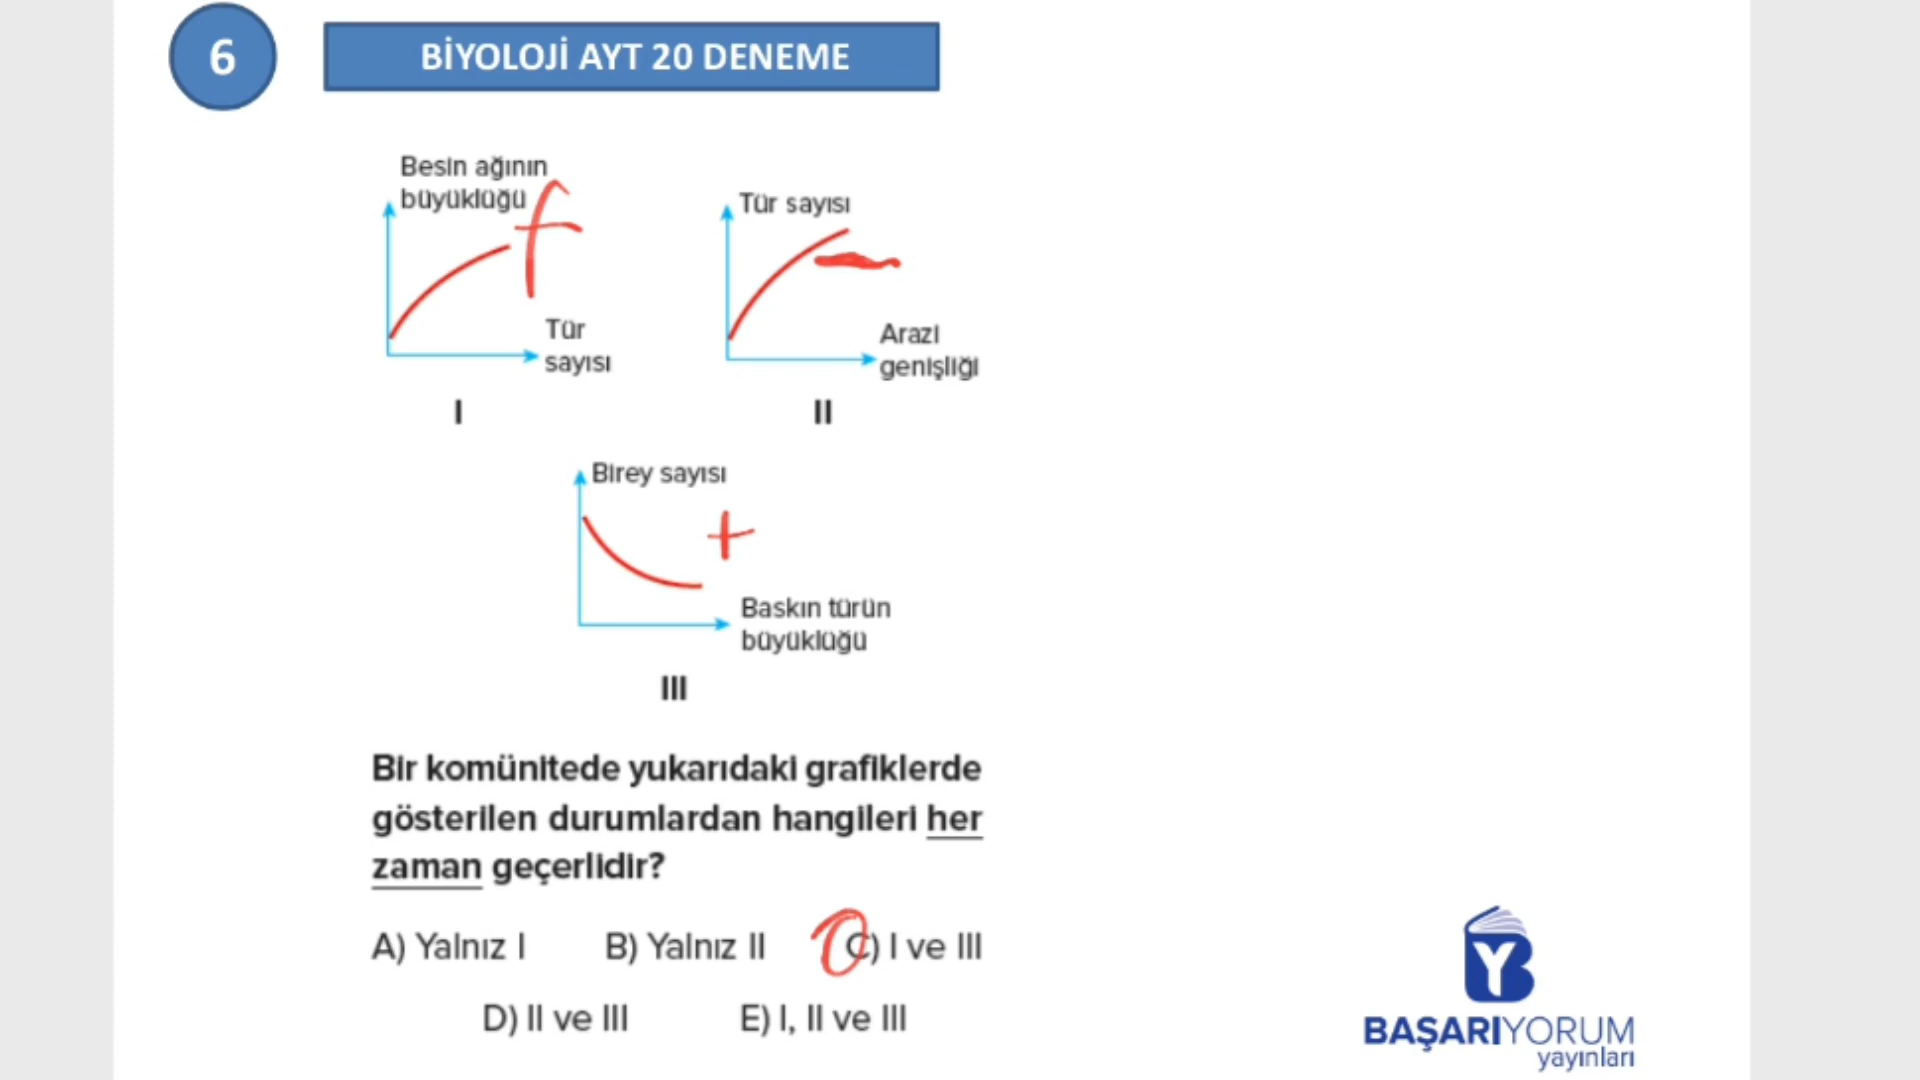 6
BİYOLOJİ AYT 20 DENEME
Besin ağının
büyüklüğü
Tür
sayısı
I
Tür sayısı
Arazi
genişliği
II
Birey sayısı
Baskın türün
büyüklüğü
III
Bir komünitede yukarıdaki grafiklerde
gösterilen durumlardan hangileri her
zaman geçerlidir?
A) Yalnız I B) Yalnız II C) I ve III
D) II ve III E) I, II ve III
BAŞARIYORUM
yayınları